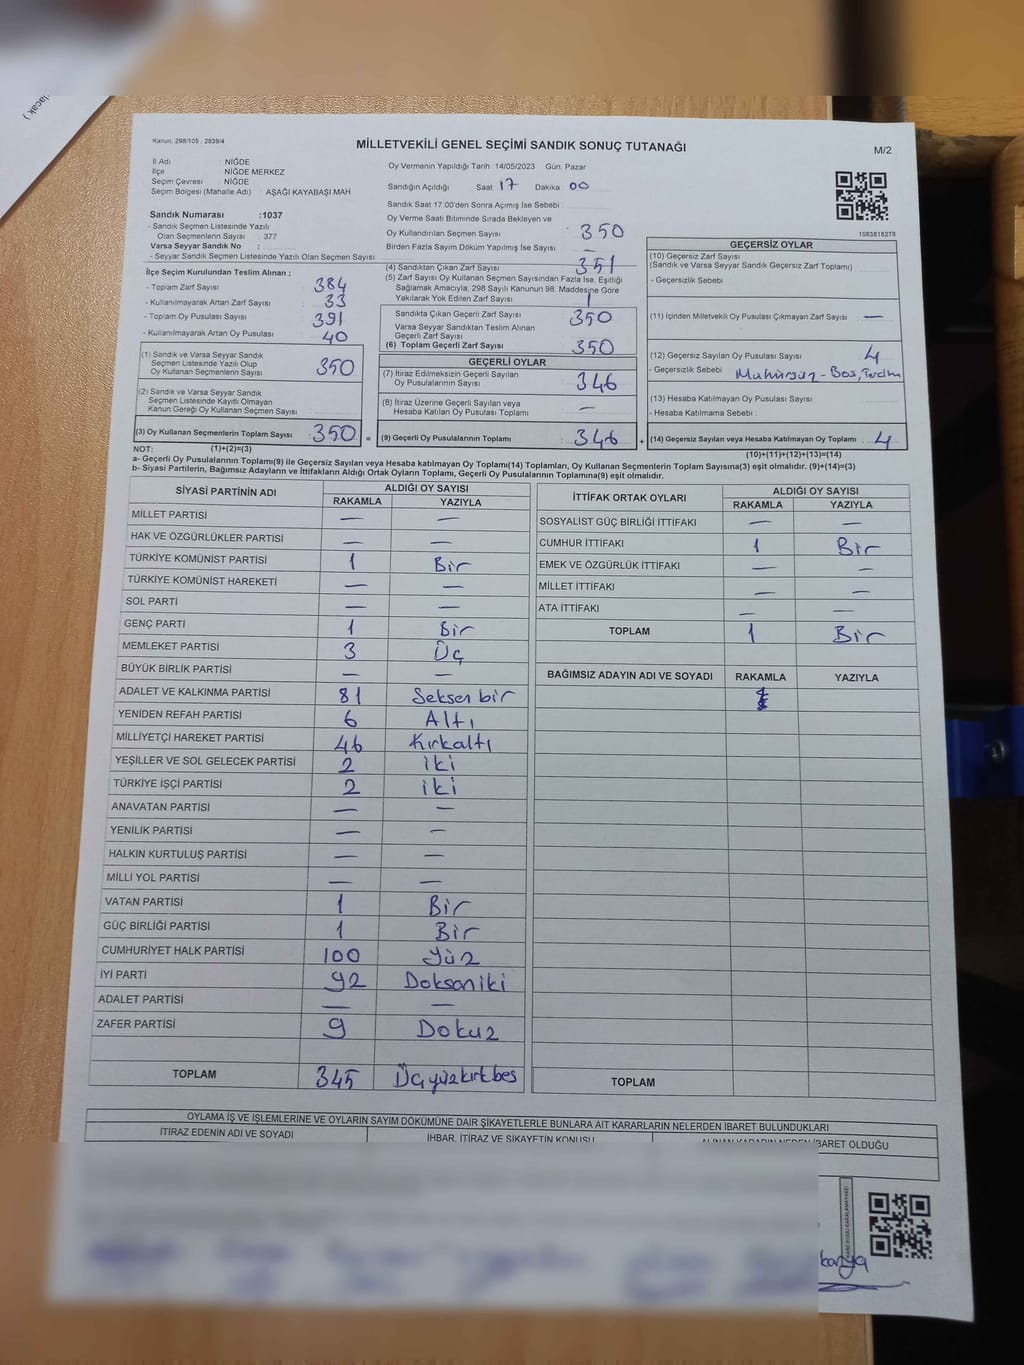 lacak )
Kanun: 298/105 , 2839/4
MİLLETVEKİLİ GENEL SEÇİMİ SANDIK SONUÇ TUTANAĞI
M/2
İl Adı NİĞDE
İlçe NİĞDE MERKEZ
Seçim Çevresi NİĞDE
Seçim Bölgesi (Mahalle Adı) : AŞAĞI KAYABAŞI MAH
Sandık Numarası :1037
- Sandık Seçmen Listesinde Yazılı
Olan Seçmenlerin Sayısı : 377
Varsa Seyyar Sandık No :
- Seyyar Sandık Seçmen Listesinde Yazılı Olan Seçmen Sayısı
İlçe Seçim Kurulundan Teslim Alınan ;
- Toplam Zarf Sayısı 384
- Kullanılmayarak Artan Zarf Sayısı 33
- Toplam Oy Pusulası 391
- Kullanılmayarak Artan Oy Pusulası 40
(1) Sandık ve Varsa Seyyar Sandık
Seçmen Listesinde Yazılı Olup
Oy Kullanan Seçmenlerin Sayısı 350
(2) Sandık ve Varsa Seyyar Sandık
Seçmen Listesinde Kayıtlı Olmayan
Kanun Gereği Oy Kullanan Seçmen Sayısı
(3) Oy Kullanan Seçmenlerin Toplam Sayısı 350 =
Oy Vermenin Yapıldığı Tarih :14/05/2023 Gün: Pazar
Sandığın Açıldığı Saat 17 Dakika 00
Sandık Saat 17:00'den Sonra Açımış İse Sebebi
Oy Verme Saati Bitiminde Sırada Bekleyen ve
Oy Kullandırılan Seçmen Sayısı : 350
Birden Fazla Sayım Döküm Yapılmış İse Sayısı —
(4) Sandıktan Çıkan Zarf Sayısı 351
(5) Zarf Sayısı Oy Kullanan Seçmen Sayısından Fazla İse, Eşitliği
Sağlamak Amacıyla, 298 Sayılı Kanunun 98. Maddesine Göre
Yakılarak Yok Edilen Zarf Sayısı 1
Sandıkta Çıkan Geçerli Zarf Sayısı 350
Varsa Seyyar Sandıktan Teslim Alınan
Geçerli Zarf Sayısı
(6) Toplam Geçerli Zarf Sayısı 350
GEÇERLİ OYLAR
(7) İtiraz Edilmeksizin Geçerli Sayılan
Oy Pusulalarının Sayısı 346
(8) İtiraz Üzerine Geçerli Sayılan veya
Hesaba Katılan Oy Pusulası Toplamı —
(9) Geçerli Oy Pusulalarının Toplamı : 346 +
1083818278
GEÇERSİZ OYLAR
(10) Geçersiz Zarf Sayısı
(Sandık ve Varsa Seyyar Sandık Geçersiz Zarf Toplamı)
- Geçersizlik Sebebi
(11) İçinden Milletvekili Oy Pusulası Çıkmayan Zarf Sayısı —
(12) Geçersiz Sayılan Oy Pusulası Sayısı 4
- Geçersizlik Sebebi : Mühürsüz - Boş,
(13) Hesaba Katılmayan Oy Pusulası Sayısı
- Hesaba Katılmama Sebebi
(14) Geçersiz Sayılan veya Hesaba Katılmayan Oy Toplamı 4
NOT: (1)+(2)=(3) (10)+(11)+(12)+(13)=(14)
a- Geçerli Oy Pusulalarının Toplamı(9) ile Geçersiz Sayılan veya Hesaba katılmayan Oy Toplamı(14) Toplamları, Oy Kullanan Seçmenlerin Toplam Sayısına(3) eşit olmalıdır. (9)+(14)=(3)
b- Siyasi Partilerin, Bağımsız Adayların ve İttifakların Aldığı Ortak Oyların Toplamı, Geçerli Oy Pusulalarının Toplamına(9) eşit olmalıdır.
SİYASİ PARTİNİN ADI ALDIĞI OY SAYISI
RAKAMLA YAZIYLA
MİLLET PARTİSİ — —
HAK VE ÖZGÜRLÜKLER PARTİSİ — —
TÜRKİYE KOMÜNİST PARTİSİ 1 Bir
TÜRKİYE KOMÜNİST HAREKETİ — —
SOL PARTİ — —
GENÇ PARTİ 1 Bir
MEMLEKET PARTİSİ 3 Üç
BÜYÜK BİRLİK PARTİSİ — —
ADALET VE KALKINMA PARTİSİ 81 Seksen bir
YENİDEN REFAH PARTİSİ 6 Altı
MİLLİYETÇİ HAREKET PARTİSİ 46 Kırkaltı
YEŞİLLER VE SOL GELECEK PARTİSİ 2 iki
TÜRKİYE İŞÇİ PARTİSİ 2 iki
ANAVATAN PARTİSİ — —
YENİLİK PARTİSİ — —
HALKIN KURTULUŞ PARTİSİ — —
MİLLİ YOL PARTİSİ — —
VATAN PARTİSİ 1 Bir
GÜÇ BİRLİĞİ PARTİSİ 1 Bir
CUMHURİYET HALK PARTİSİ 100 Yüz
İYİ PARTİ 92 Doksaniki
ADALET PARTİSİ — —
ZAFER PARTİSİ 9 Dokuz
TOPLAM 345 Üçyüzkırkbeş
İTTİFAK ORTAK OYLARI ALDIĞI OY SAYISI
RAKAMLA YAZIYLA
SOSYALİST GÜÇ BİRLİĞİ İTTİFAKI — —
CUMHUR İTTİFAKI 1 Bir
EMEK VE ÖZGÜRLÜK İTTİFAKI — —
MİLLET İTTİFAKI — —
ATA İTTİFAKI — —
TOPLAM 1 Bir
BAĞIMSIZ ADAYIN ADI VE SOYADI RAKAMLA YAZIYLA
TOPLAM
OYLAMA İŞ VE İŞLEMLERİNE VE OYLARIN SAYIM DÖKÜMÜNE DAİR ŞİKAYETLERLE BUNLARA AİT KARARLARIN NELERDEN İBARET BULUNDUKLARI
İTİRAZ EDENİN ADI VE SOYADI İHBAR, İTİRAZ VE ŞİKAYETİN KONUSU ALINAN KARARIN NEDEN İBARET OLDUĞU